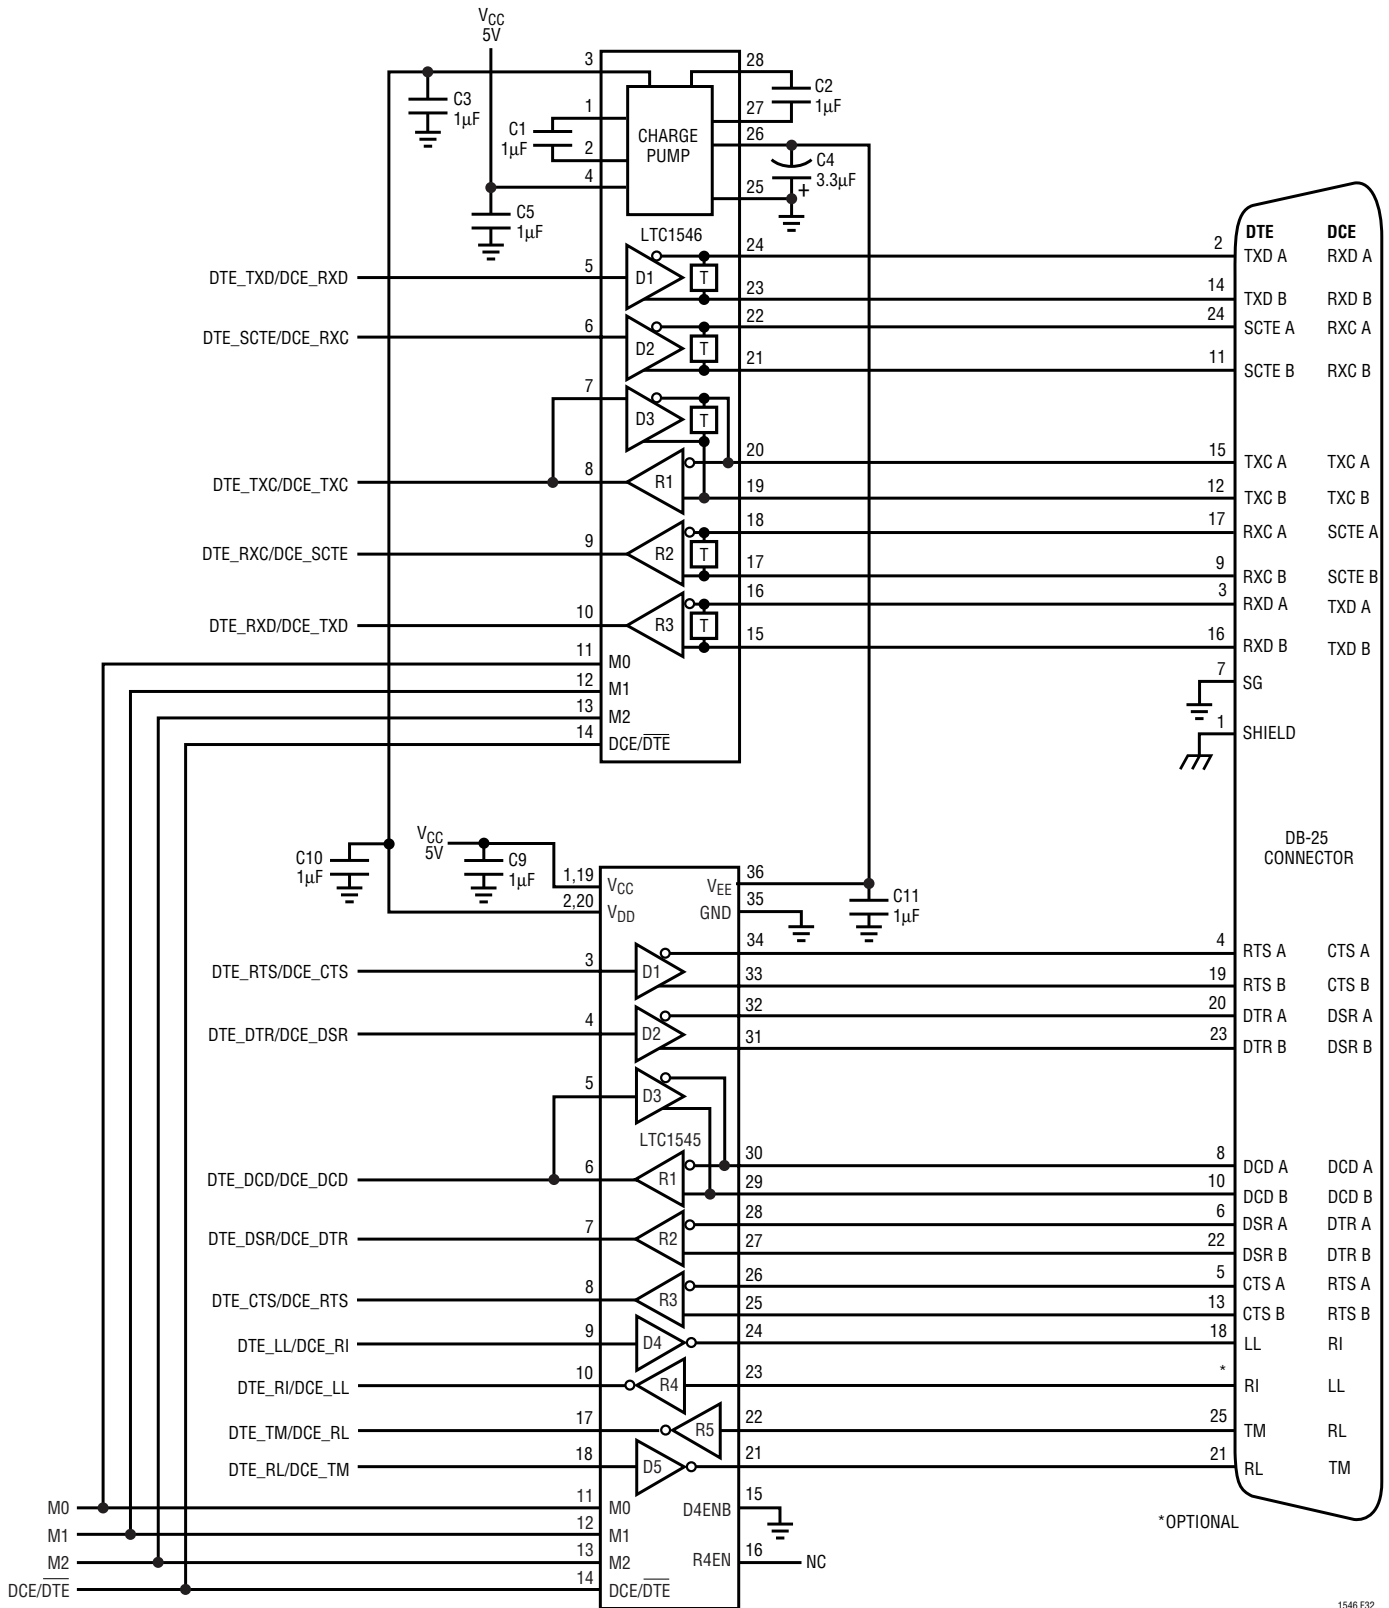 VCC
5V
3
28
C3
1µF
C2
1µF
1
27
C1
1µF
CHARGE
PUMP
26
2
C4
3.3µF
4
25
+
C5
1µF
LTC1546
DTE
DCE
DTE_TXD/DCE_RXD
5
D1
T
24
2
TXD A
RXD A
23
14
TXD B
RXD B
DTE_SCTE/DCE_RXC
6
D2
T
22
24
SCTE A
RXC A
21
11
SCTE B
RXC B
7
D3
T
DTE_TXC/DCE_TXC
8
R1
20
15
TXC A
TXC A
19
12
TXC B
TXC B
DTE_RXC/DCE_SCTE
9
R2
T
18
17
RXC A
SCTE A
17
9
RXC B
SCTE B
DTE_RXD/DCE_TXD
10
R3
T
16
3
RXD A
TXD A
15
16
RXD B
TXD B
11
M0
7
SG
12
M1
13
M2
1
SHIELD
14
DCE/DTE
DB-25
CONNECTOR
C10
1µF
VCC
5V
C9
1µF
1,19
VCC
VEE
36
2,20
VDD
GND
35
C11
1µF
DTE_RTS/DCE_CTS
3
D1
34
4
RTS A
CTS A
33
19
RTS B
CTS B
DTE_DTR/DCE_DSR
4
D2
32
20
DTR A
DSR A
31
23
DTR B
DSR B
5
D3
LTC1545
DTE_DCD/DCE_DCD
6
R1
30
8
DCD A
DCD A
29
10
DCD B
DCD B
DTE_DSR/DCE_DTR
7
R2
28
6
DSR A
DTR A
27
22
DSR B
DTR B
DTE_CTS/DCE_RTS
8
R3
26
5
CTS A
RTS A
25
13
CTS B
RTS B
DTE_LL/DCE_RI
9
D4
24
18
LL
RI
DTE_RI/DCE_LL
10
R4
23
*
RI
LL
DTE_TM/DCE_RL
17
R5
22
25
TM
RL
DTE_RL/DCE_TM
18
D5
21
21
RL
TM
M0
11
M0
D4ENB
15
*OPTIONAL
M1
12
M1
M2
13
M2
R4EN
16
NC
DCE/DTE
14
DCE/DTE
1546 F32